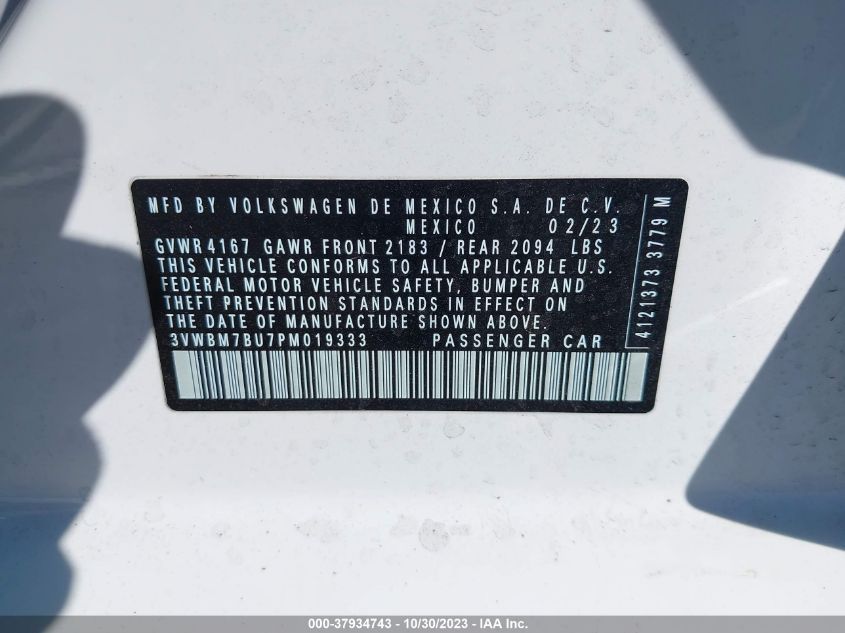 MFD BY VOLKSWAGEN DE MEXICO S.A. DE C.V.
MEXICO 02/23
GVWR 4167 GAWR FRONT 2183 / REAR 2094 LBS
THIS VEHICLE CONFORMS TO ALL APPLICABLE U.S.
FEDERAL MOTOR VEHICLE SAFETY, BUMPER AND
THEFT PREVENTION STANDARDS IN EFFECT ON
THE DATE OF MANUFACTURE SHOWN ABOVE.
3VWBM7BU7PM019333 PASSENGER CAR
4121373 3779 M
000-37934743 - 10/30/2023 - IAA Inc.